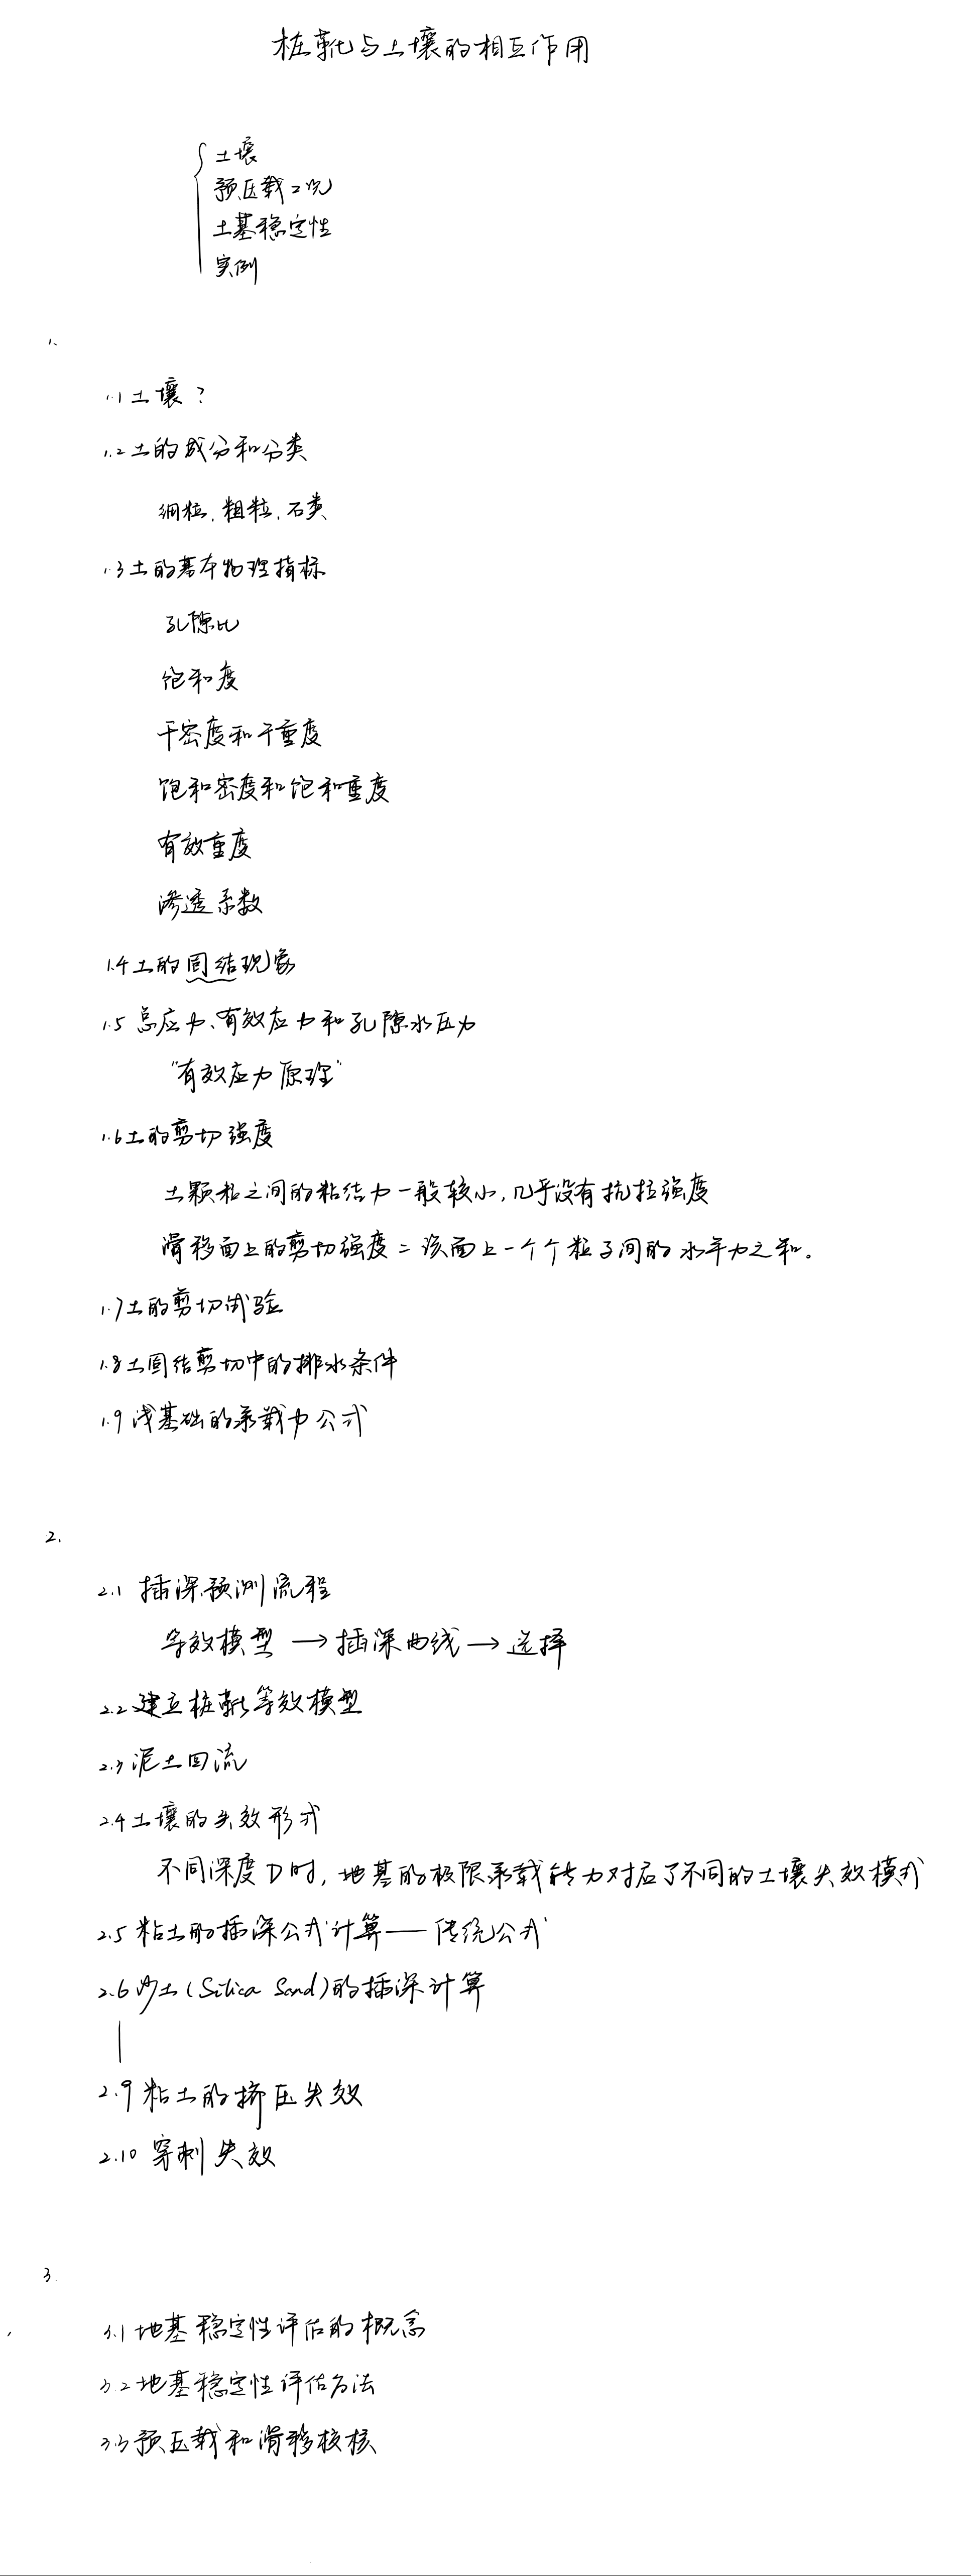 桩靴与土壤的相互作用
土壤
预压载工况
土基稳定性
实例
1、
1.1 土壤？
1.2 土的成分和分类
细粒、粗粒、石类
1.3 土的基本物理指标
孔隙比
饱和度
干密度和干重度
饱和密度和饱和重度
有效重度
渗透系数
1.4 土的固结现象
1.5 总应力、有效应力和孔隙水压力
“有效应力原理”
1.6 土的剪切强度
土颗粒之间的粘结力一般较小，几乎没有抗拉强度
滑移面上的剪切强度=该面上一个个粒子间的水平力之和。
1.7 土的剪切试验
1.8 土固结剪切中的排水条件
1.9 浅基础的承载力公式
2.
2.1 插深预测流程
等效模型 → 插深曲线 → 选择
2.2 建立桩靴等效模型
2.3 泥土回流
2.4 土壤的失效形式
不同深度D时，地基的极限承载能力对应了不同的土壤失效模式
2.5 粘土的插深公式计算——传统公式
2.6 沙土(Silica Sand)的插深计算
|
2.9 粘土的挤压失效
2.10 穿刺失效
3.
3.1 地基稳定性评估的概念
3.2 地基稳定性评估方法
3.3 预压载和滑移校核